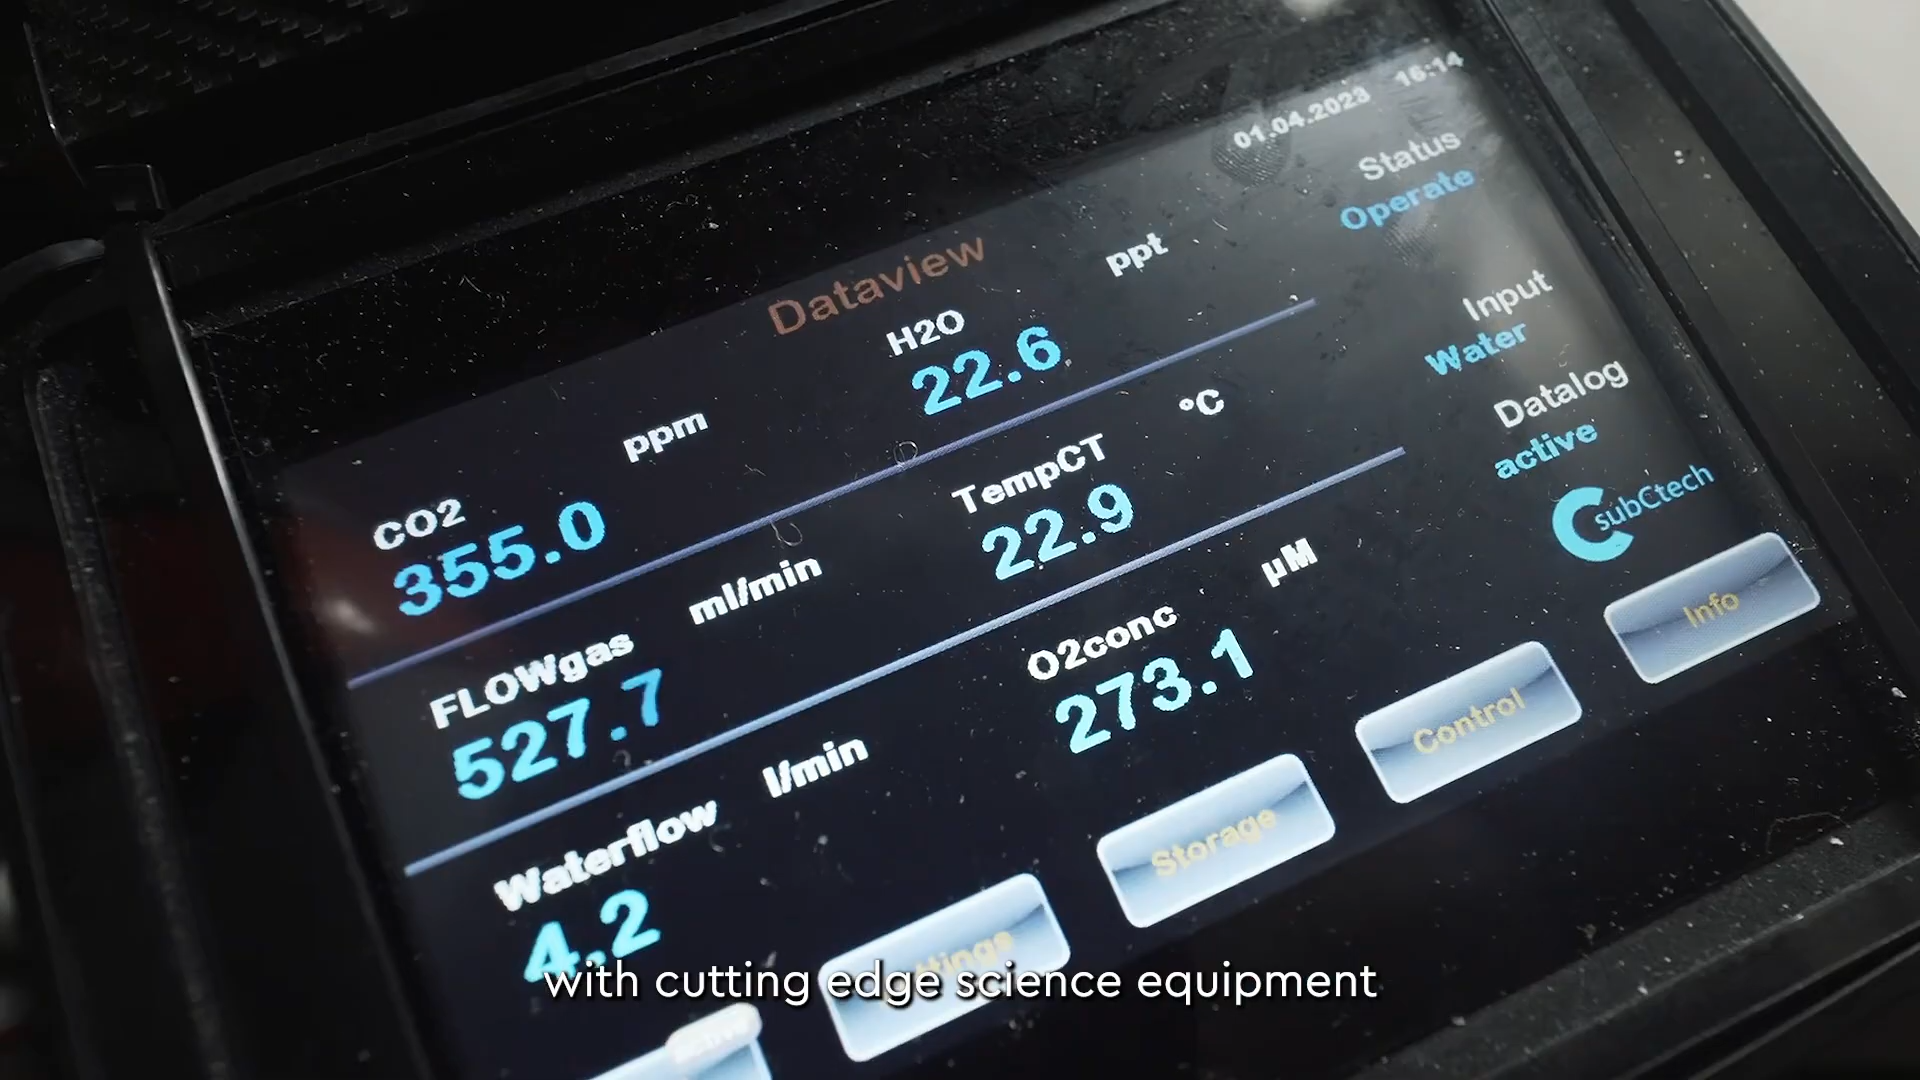 01.04.2023 16:14
Dataview
Status
Operate
CO2 ppm
355.0
H2O ppt
22.6
Input
Water
FLOWgas ml/min
527.7
TempCT °C
22.9
Datalog
active
subCtech
Waterflow l/min
4.2
O2conc µM
273.1
Storage
Control
Info
with cutting edge science equipment